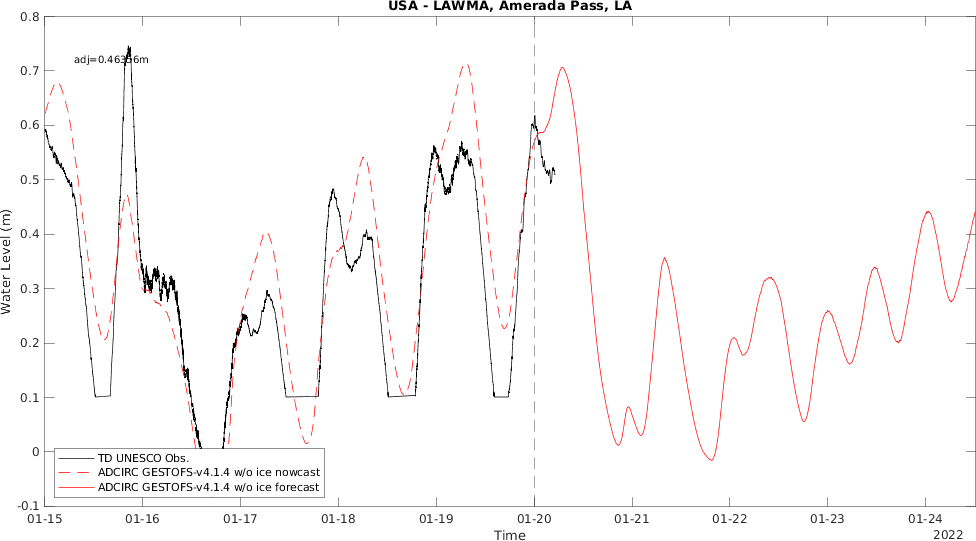 USA - LAWMA, Amerada Pass, LA
0.8
0.7
0.6
0.5
0.4
0.3
0.2
0.1
0
-0.1
Water Level (m)
adj=0.46356m
TD UNESCO Obs.
ADCIRC GESTOFS-v4.1.4 w/o ice nowcast
ADCIRC GESTOFS-v4.1.4 w/o ice forecast
01-15 01-16 01-17 01-18 01-19 01-20 01-21 01-22 01-23 01-24
Time
2022